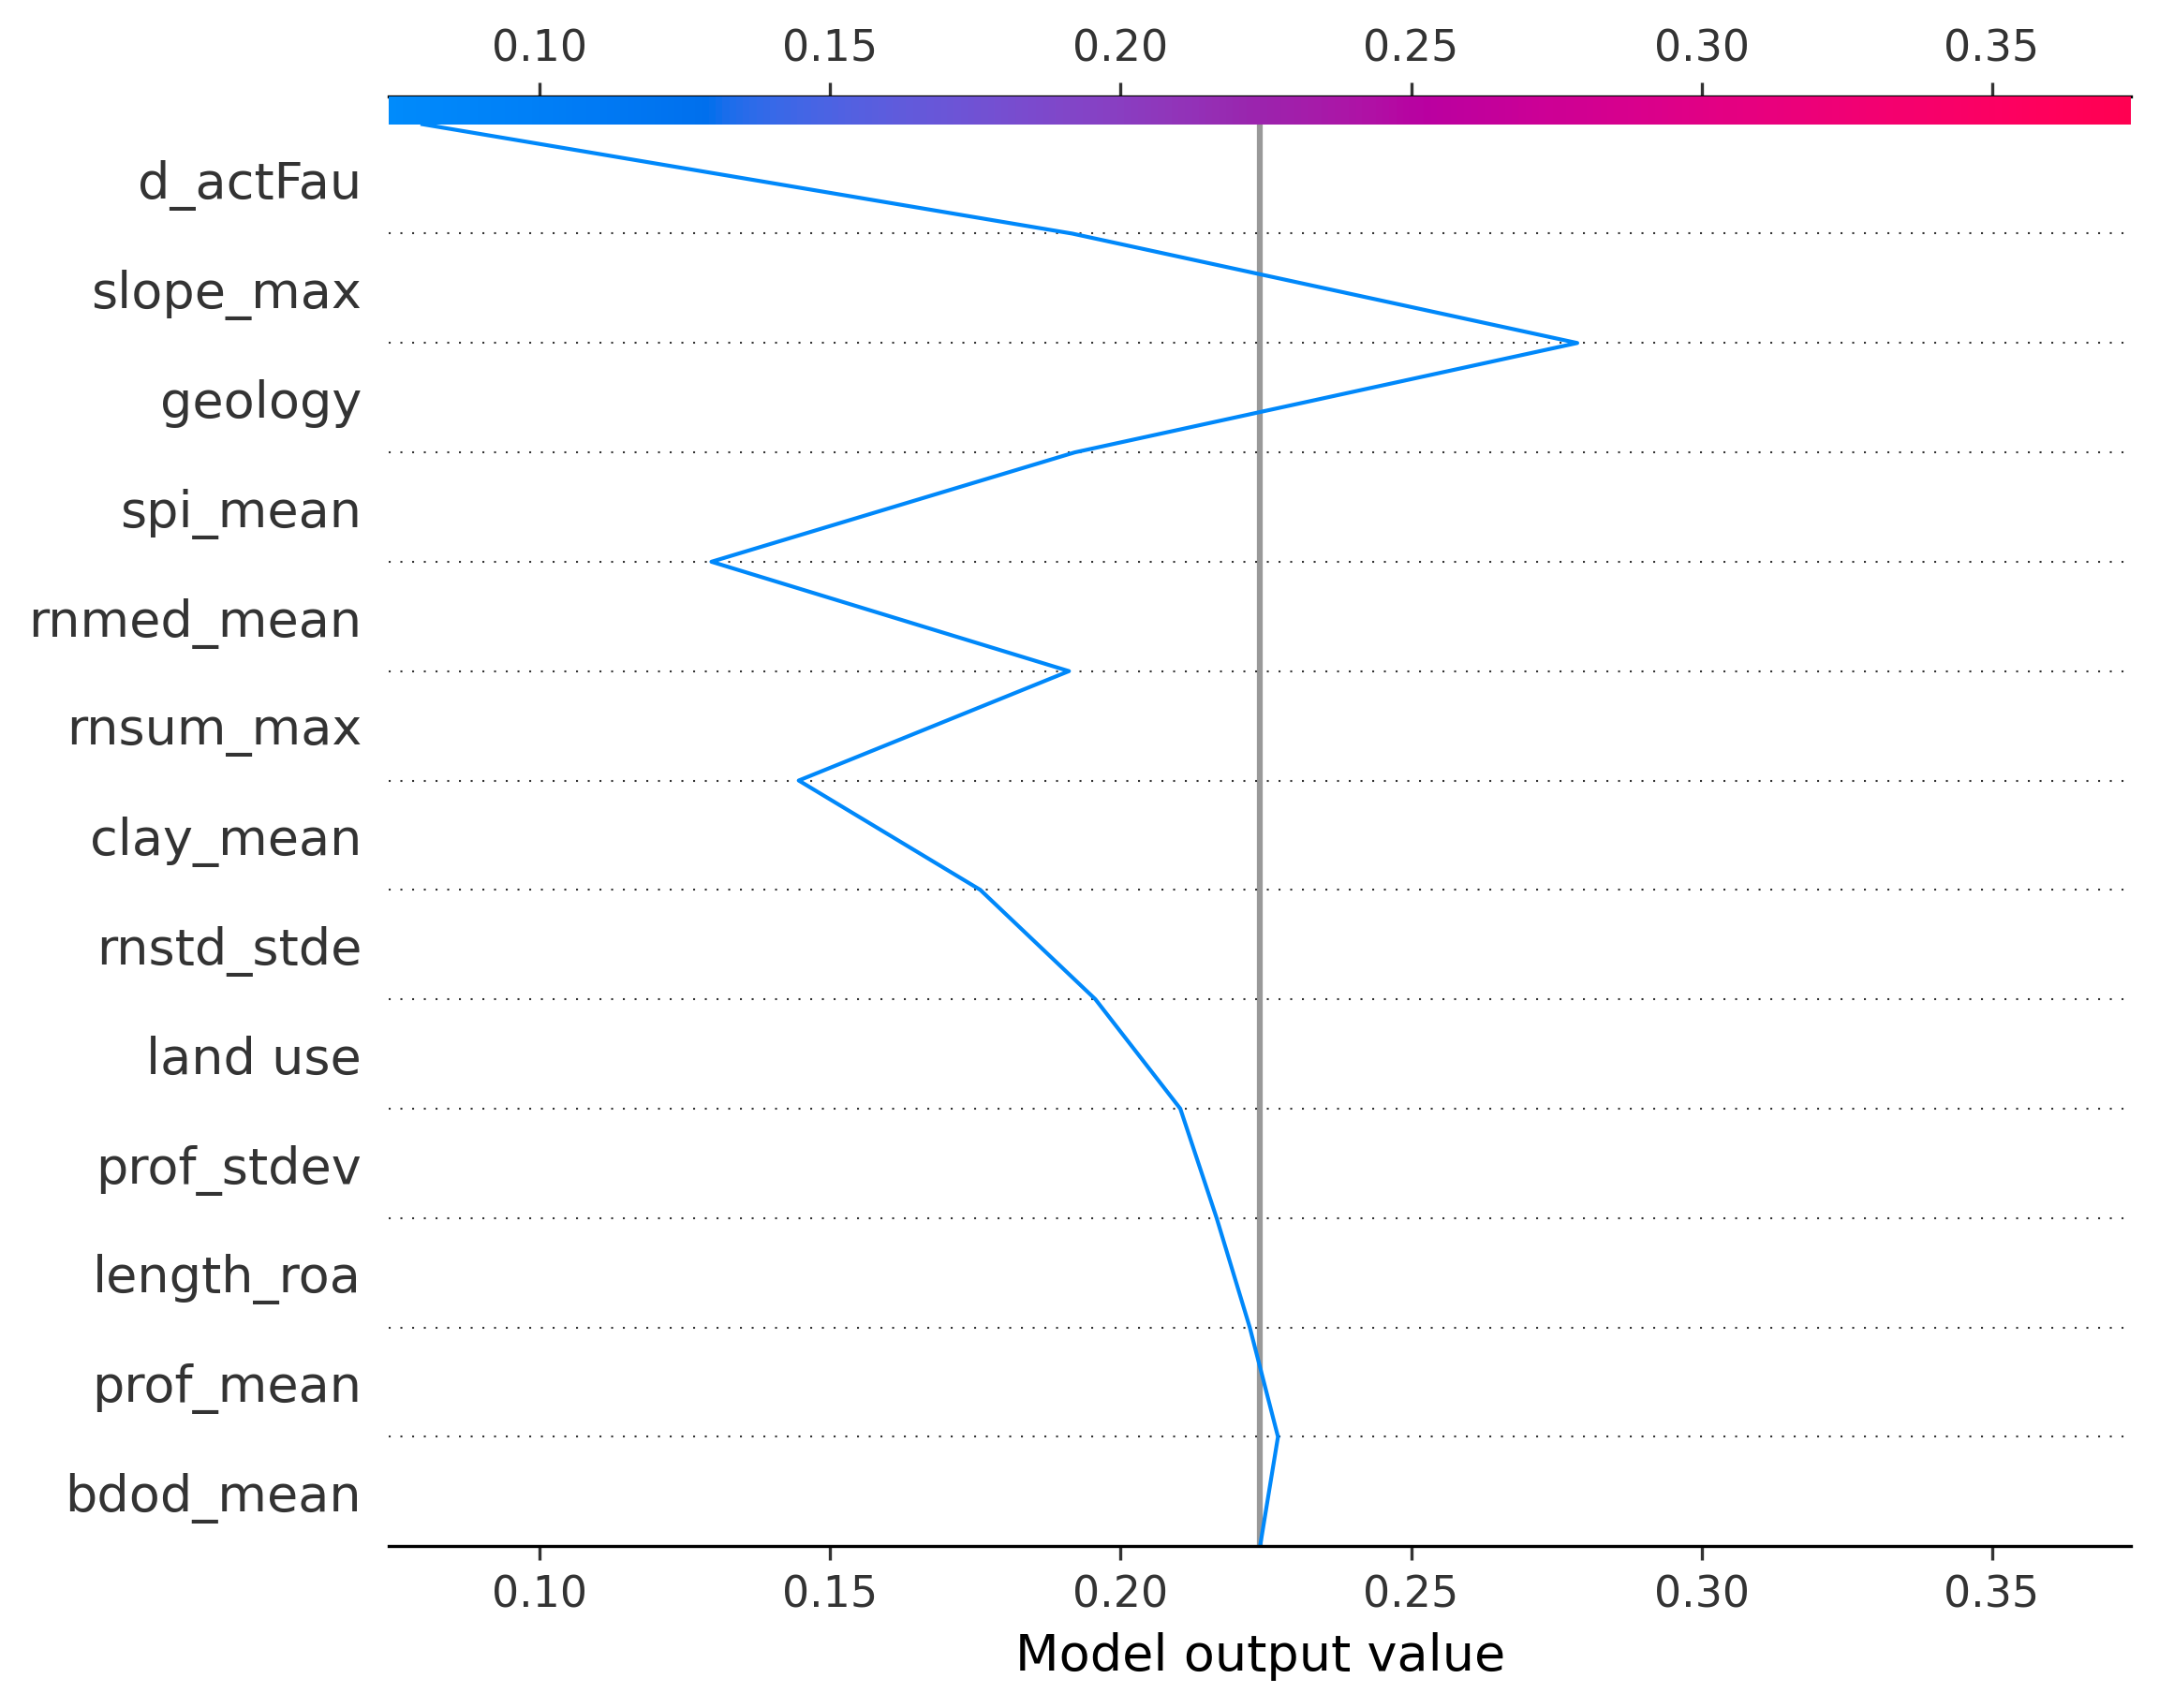 0.10 0.15 0.20 0.25 0.30 0.35
d_actFau
slope_max
geology
spi_mean
rnmed_mean
rnsum_max
clay_mean
rnstd_stde
land use
prof_stdev
length_roa
prof_mean
bdod_mean
0.10 0.15 0.20 0.25 0.30 0.35
Model output value